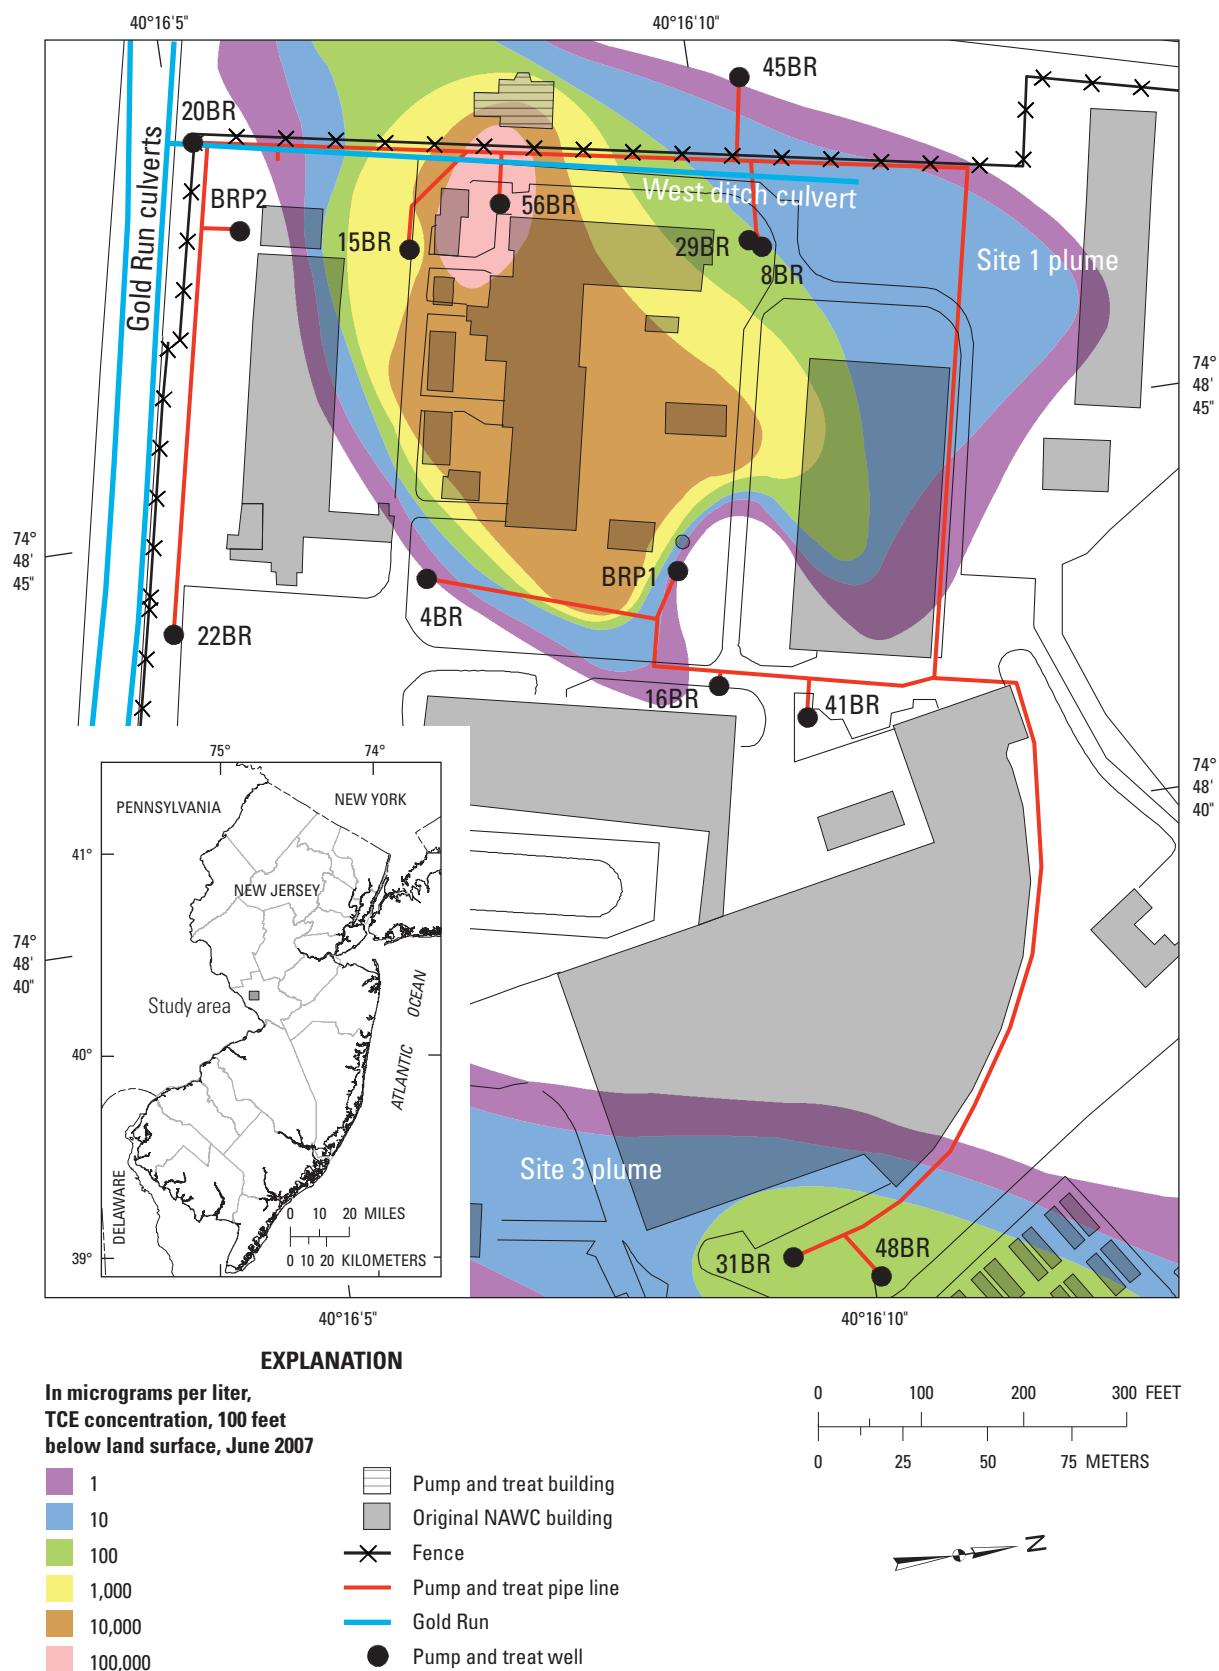 40°16'5"
40°16'10"
45BR
20BR
BRP2
Gold Run culverts
56BR
15BR
West ditch culvert
29BR
8BR
Site 1 plume
74°
48'
45"
74°
48'
45"
BRP1
4BR
22BR
16BR
41BR
75°
74°
PENNSYLVANIA
NEW YORK
41°
NEW JERSEY
74°
48'
40"
74°
48'
40"
Study area
ATLANTIC OCEAN
40°
DELAWARE
0 10 20 MILES
0 10 20 KILOMETERS
39°
Site 3 plume
31BR
48BR
40°16'5"
40°16'10"
EXPLANATION
In micrograms per liter,
TCE concentration, 100 feet
below land surface, June 2007
1
10
100
1,000
10,000
100,000
Pump and treat building
Original NAWC building
Fence
Pump and treat pipe line
Gold Run
Pump and treat well
0 100 200 300 FEET
0 25 50 75 METERS
N